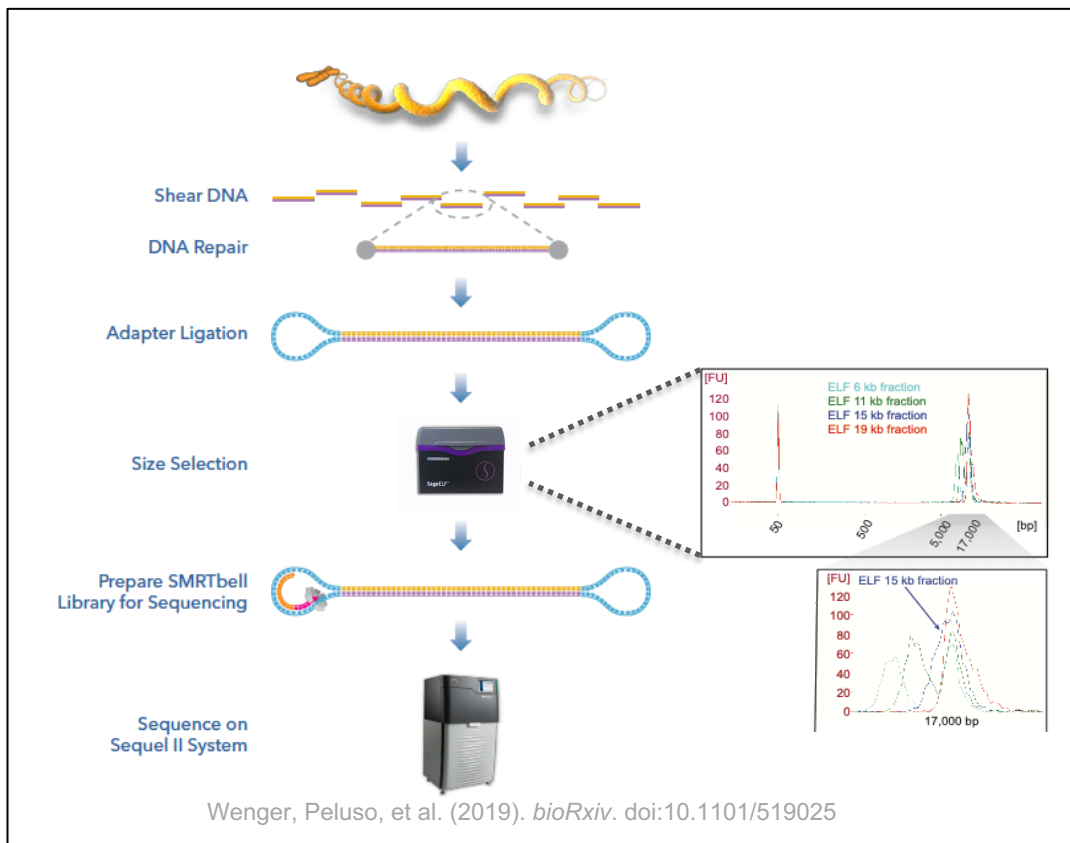 Shear DNA
DNA Repair
Adapter Ligation
Size Selection
SageELF
Prepare SMRTbell
Library for Sequencing
Sequence on
Sequel II System
[FU]
ELF 6 kb fraction
ELF 11 kb fraction
ELF 15 kb fraction
ELF 19 kb fraction
120
100
80
60
40
20
0
50
500
5,000
17,000
[bp]
[FU]
ELF 15 kb fraction
120
100
80
60
40
20
0
17,000 bp
Wenger, Peluso, et al. (2019). bioRxiv. doi:10.1101/519025